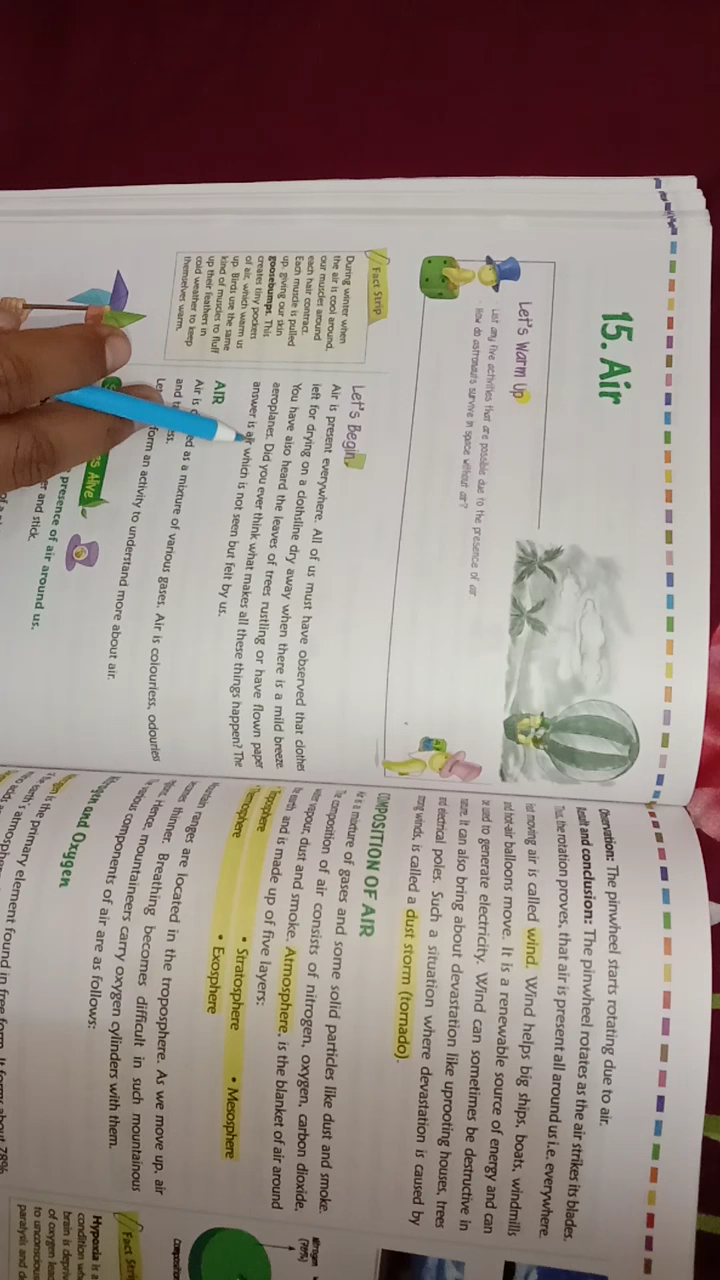 15. Air
Let's Warm Up
List any five activities that are possible due to the presence of air.
How do astronauts survive in space without air?
Fact Strip
During winter when
the air is cool around,
our muscles around
each hair contract.
Each muscle is pulled
up, giving our skin
goosebumps. This
creates tiny pockets
of air, which warm us
up. Birds use the same
kind of muscles to fluff
up their feathers in
cold weather to keep
themselves warm.
Let's Begin
Air is present everywhere. All of us must have observed that clothes
left for drying on a clothsline dry away when there is a mild breeze.
You have also heard the leaves of trees rustling or have flown paper
aeroplanes. Did you ever think what makes all these things happen? The
answer is air which is not seen but felt by us.
AIR
Air is as a mixture of various gases. Air is colourless, odourless
and
form an activity to understand more about air.
Alive
presence of air around us.
and stick.
Observation: The pinwheel starts rotating due to air.
Result and conclusion: The pinwheel rotates as the air strikes its blades.
the rotation proves, that air is present all around us i.e. everywhere.
moving air is called wind. Wind helps big ships, boats, windmills
and hot-air balloons move. It is a renewable source of energy and can
used to generate electricity. Wind can sometimes be destructive in
nature. It can also bring about devastation like uprooting houses, trees
and electrical poles. Such a situation where devastation is caused by
strong winds, is called a dust storm (tornado).
COMPOSITION OF AIR
Air is a mixture of gases and some solid particles like dust and smoke.
The composition of air consists of nitrogen, oxygen, carbon dioxide,
water vapour, dust and smoke. Atmosphere, is the blanket of air around
and is made up of five layers:
• Stratosphere • Mesosphere
• Exosphere
ranges are located in the troposphere. As we move up, air
thinner. Breathing becomes difficult in such mountainous
Hence, mountaineers carry oxygen cylinders with them.
various components of air are as follows:
and Oxygen
is the primary element found in free form. It forms about 78%
atmosphere
Nitrogen
(78%)
Fact Strip
Hypoxia is a
condition
brain is
of oxygen
to
paralysis and